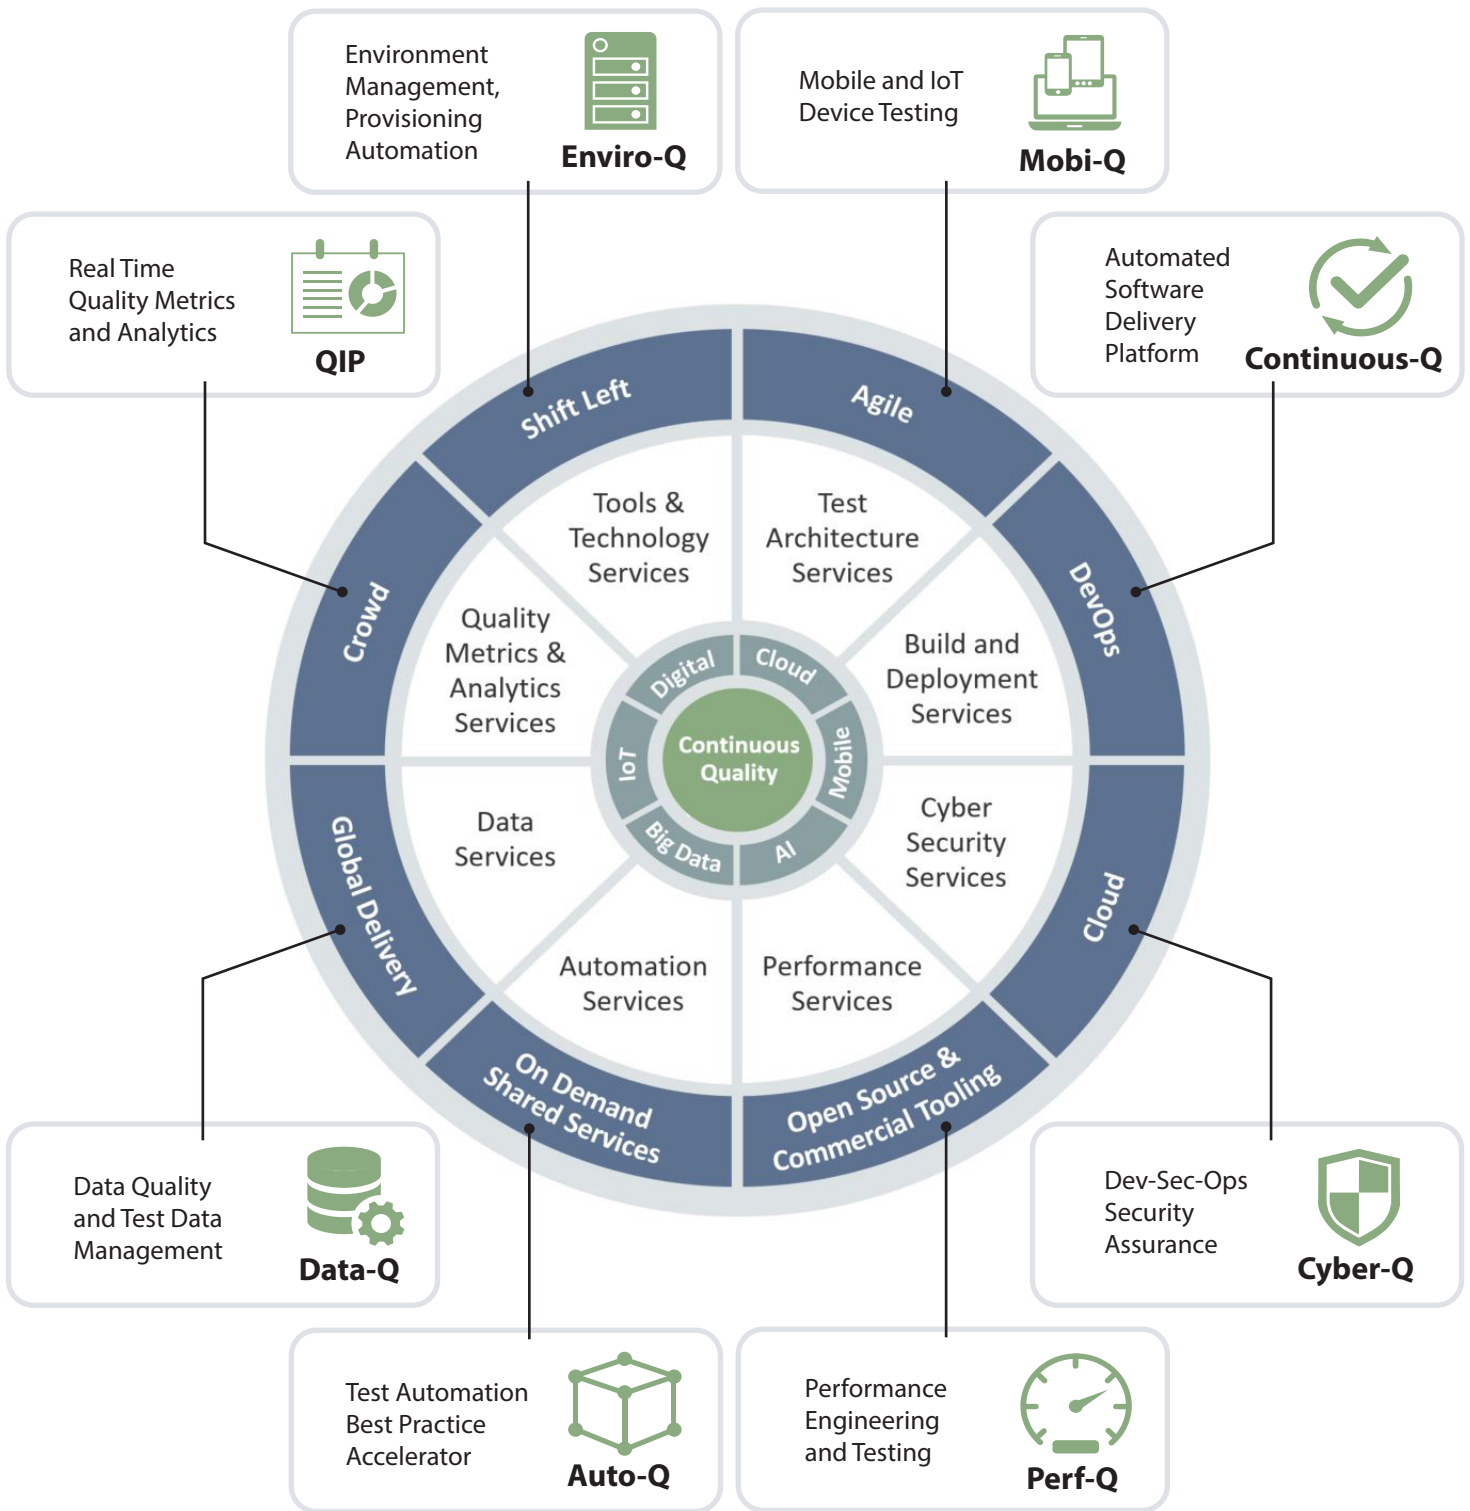 Environment
Management,
Provisioning
Automation
Enviro-Q
Mobile and IoT
Device Testing
Mobi-Q
Real Time
Quality Metrics
and Analytics
QIP
Automated
Software
Delivery
Platform
Continuous-Q
Shift Left
Agile
DevOps
Cloud
Open Source &
Commercial Tooling
On Demand
Shared Services
Global Delivery
Crowd
Tools &
Technology
Services
Test
Architecture
Services
Build and
Deployment
Services
Cyber
Security
Services
Performance
Services
Automation
Services
Data
Services
Quality
Metrics &
Analytics
Services
Digital
Cloud
Mobile
AI
Big Data
IoT
Continuous
Quality
Data Quality
and Test Data
Management
Data-Q
Dev-Sec-Ops
Security
Assurance
Cyber-Q
Test Automation
Best Practice
Accelerator
Auto-Q
Performance
Engineering
and Testing
Perf-Q